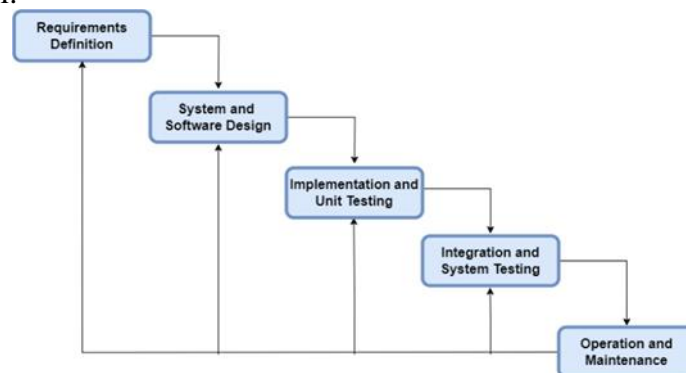 Requirements
Definition
System and
Software Design
Implementation and
Unit Testing
Integration and
System Testing
Operation and
Maintenance